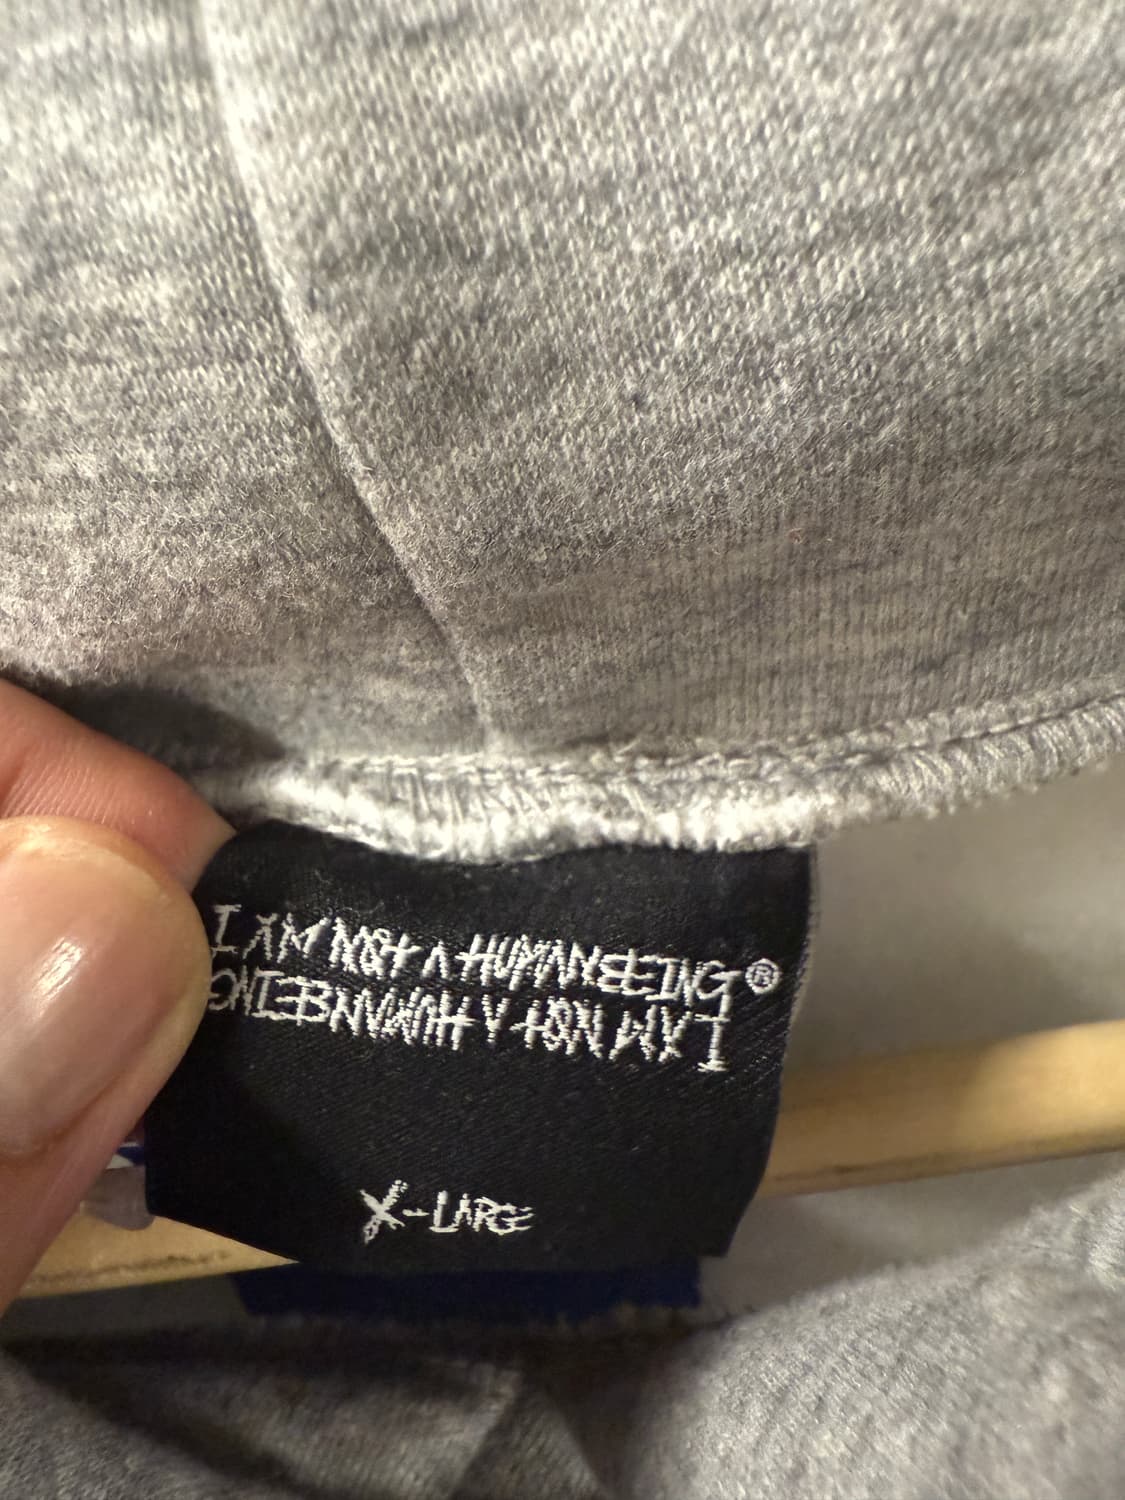 I AM NOT A HUMAN BEING®
I AM NOT A HUMAN BEING
X-LARGE